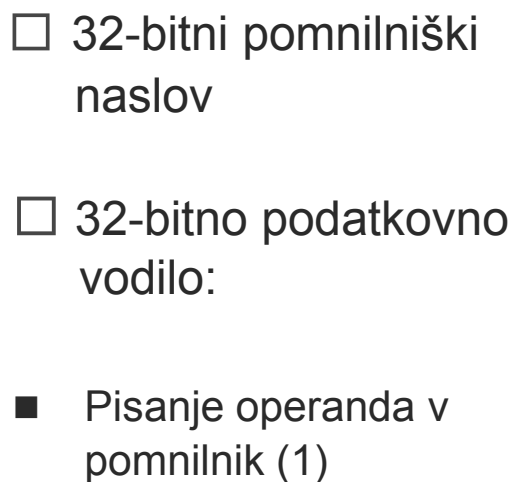 □ 32-bitni pomnilniški
naslov
□ 32-bitno podatkovno
vodilo:
■ Pisanje operanda v
pomnilnik (1)